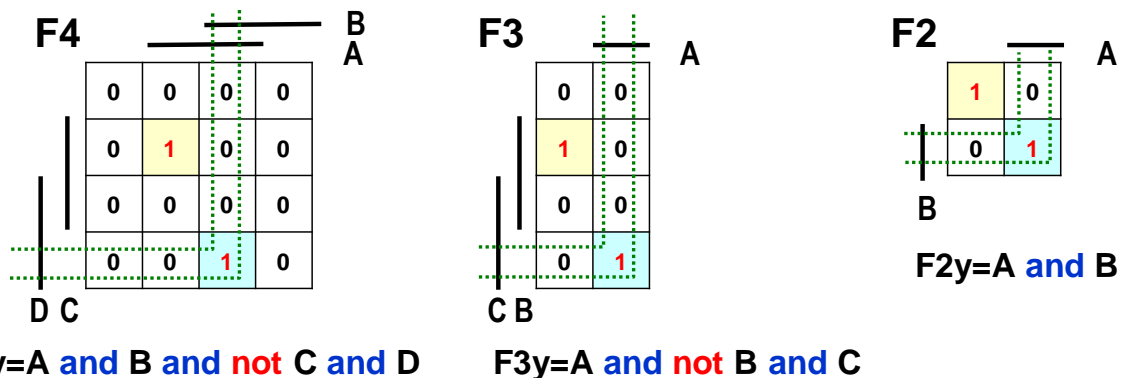 F4 B
A
0 0 0 0
0 1 0 0
0 0 0 0
0 0 1 0
D C
y=A and B and not C and D
F3 A
0 0
1 0
0 0
0 1
C B
F3y=A and not B and C
F2 A
1 0
0 1
B
F2y=A and B